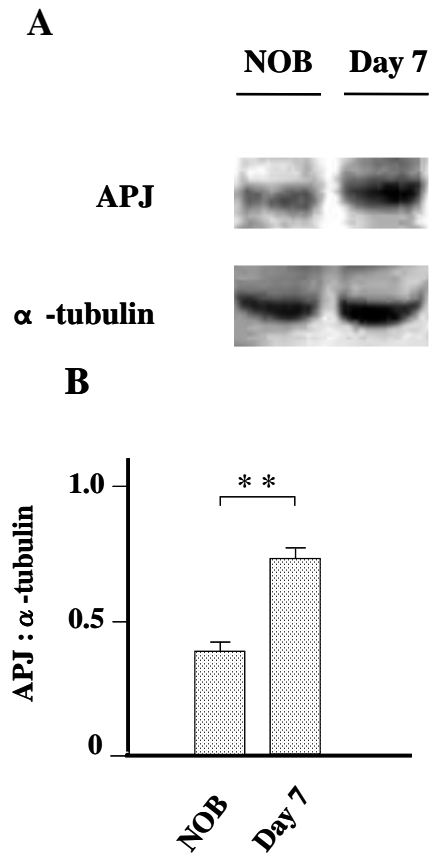 A
NOB Day 7
APJ
α -tubulin
B
1.0
* *
0.5
0
APJ : α -tubulin
NOB
Day 7